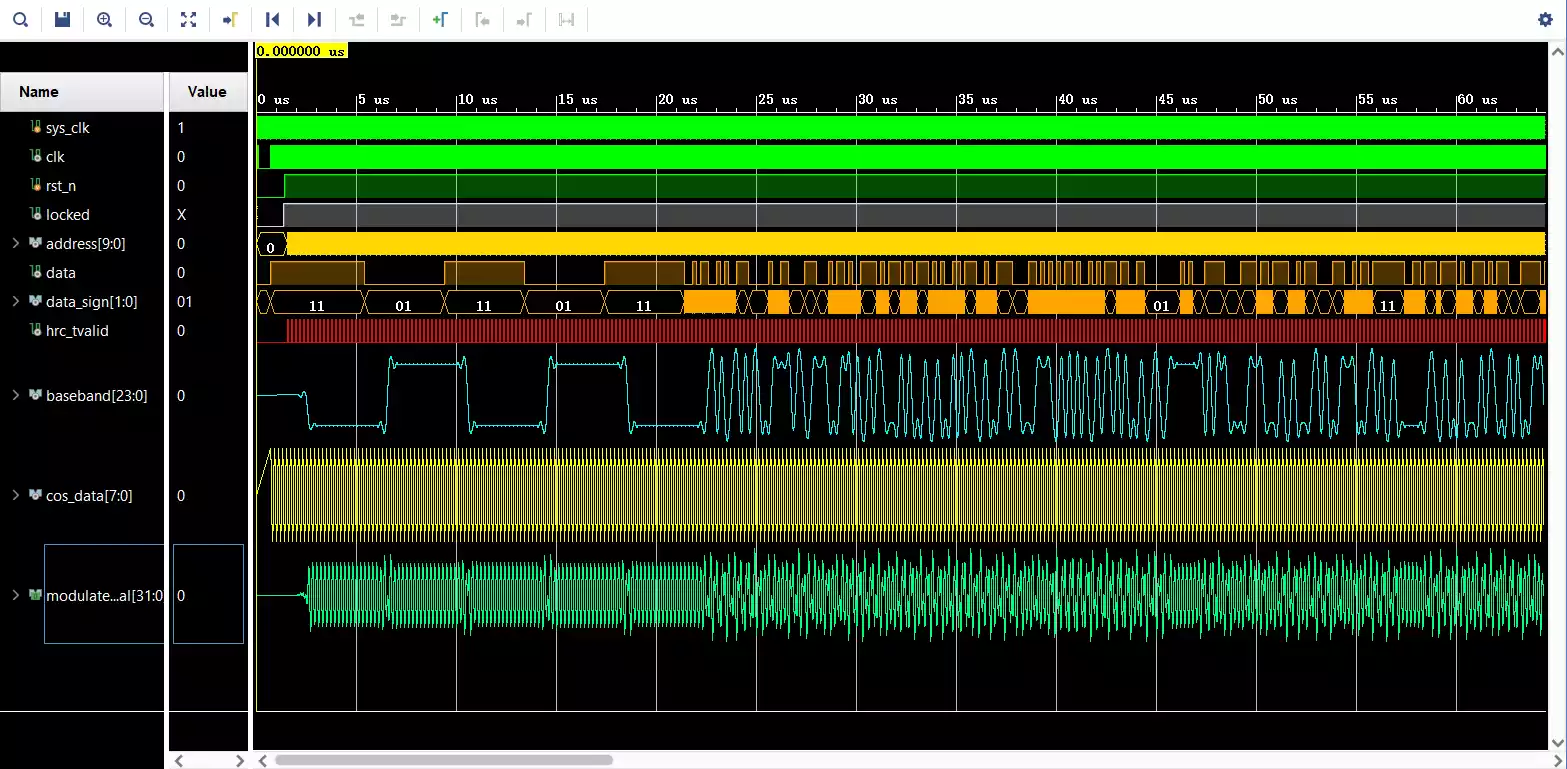 0.000000 us
Name Value
0 us 5 us 10 us 15 us 20 us 25 us 30 us 35 us 40 us 45 us 50 us 55 us 60 us
sys_clk 1
clk 0
rst_n 0
locked X
address[9:0] 0 0
data 0
data_sign[1:0] 01 11 01 11 01 11 01 11
hrc_tvalid 0
baseband[23:0] 0
cos_data[7:0] 0
modulate...al[31:0 0